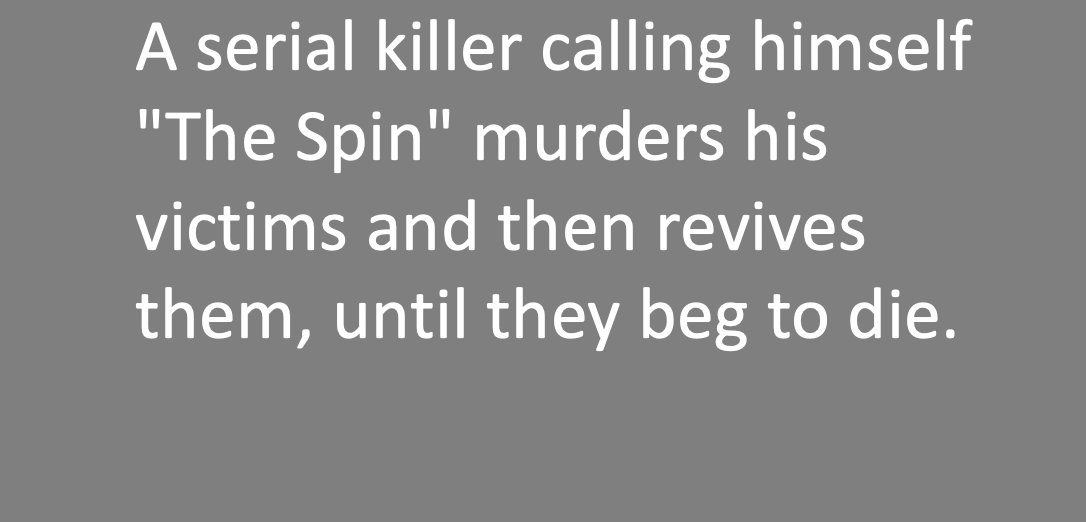 A serial killer calling himself
"The Spin" murders his
victims and then revives
them, until they beg to die.